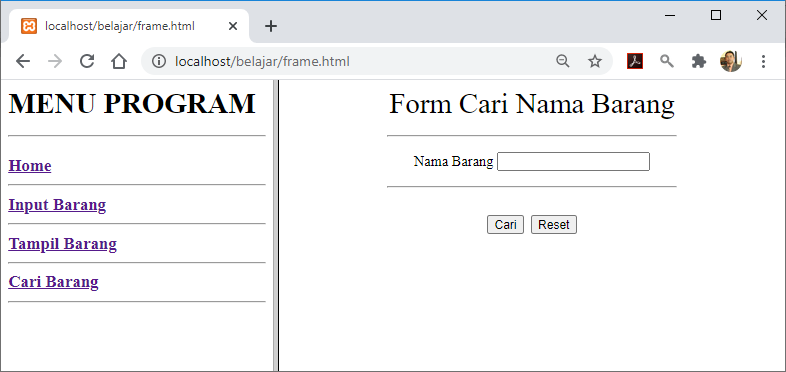 localhost/belajar/frame.html
localhost/belajar/frame.html
MENU PROGRAM
Home
Input Barang
Tampil Barang
Cari Barang
Form Cari Nama Barang
Nama Barang
Cari Reset